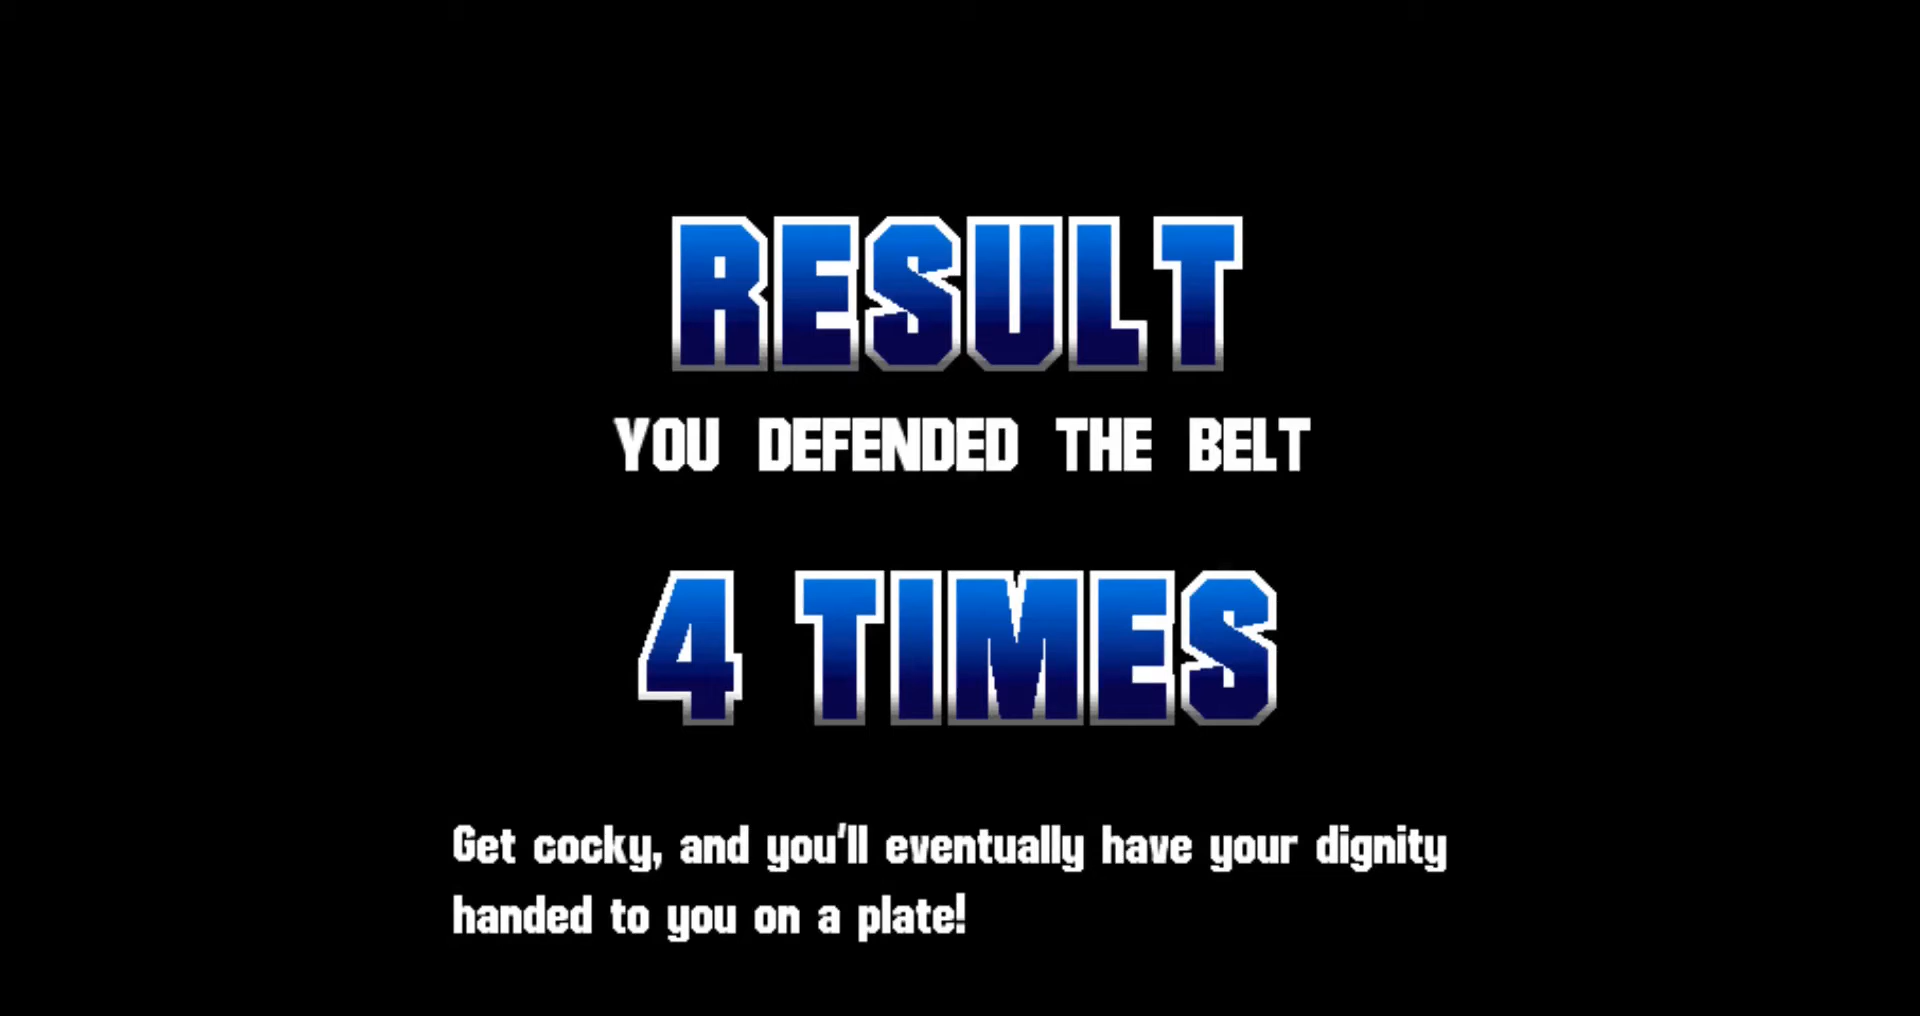 RESULT
YOU DEFENDED THE BELT
4 TIMES
Get cocky, and you'll eventually have your dignity
handed to you on a plate!